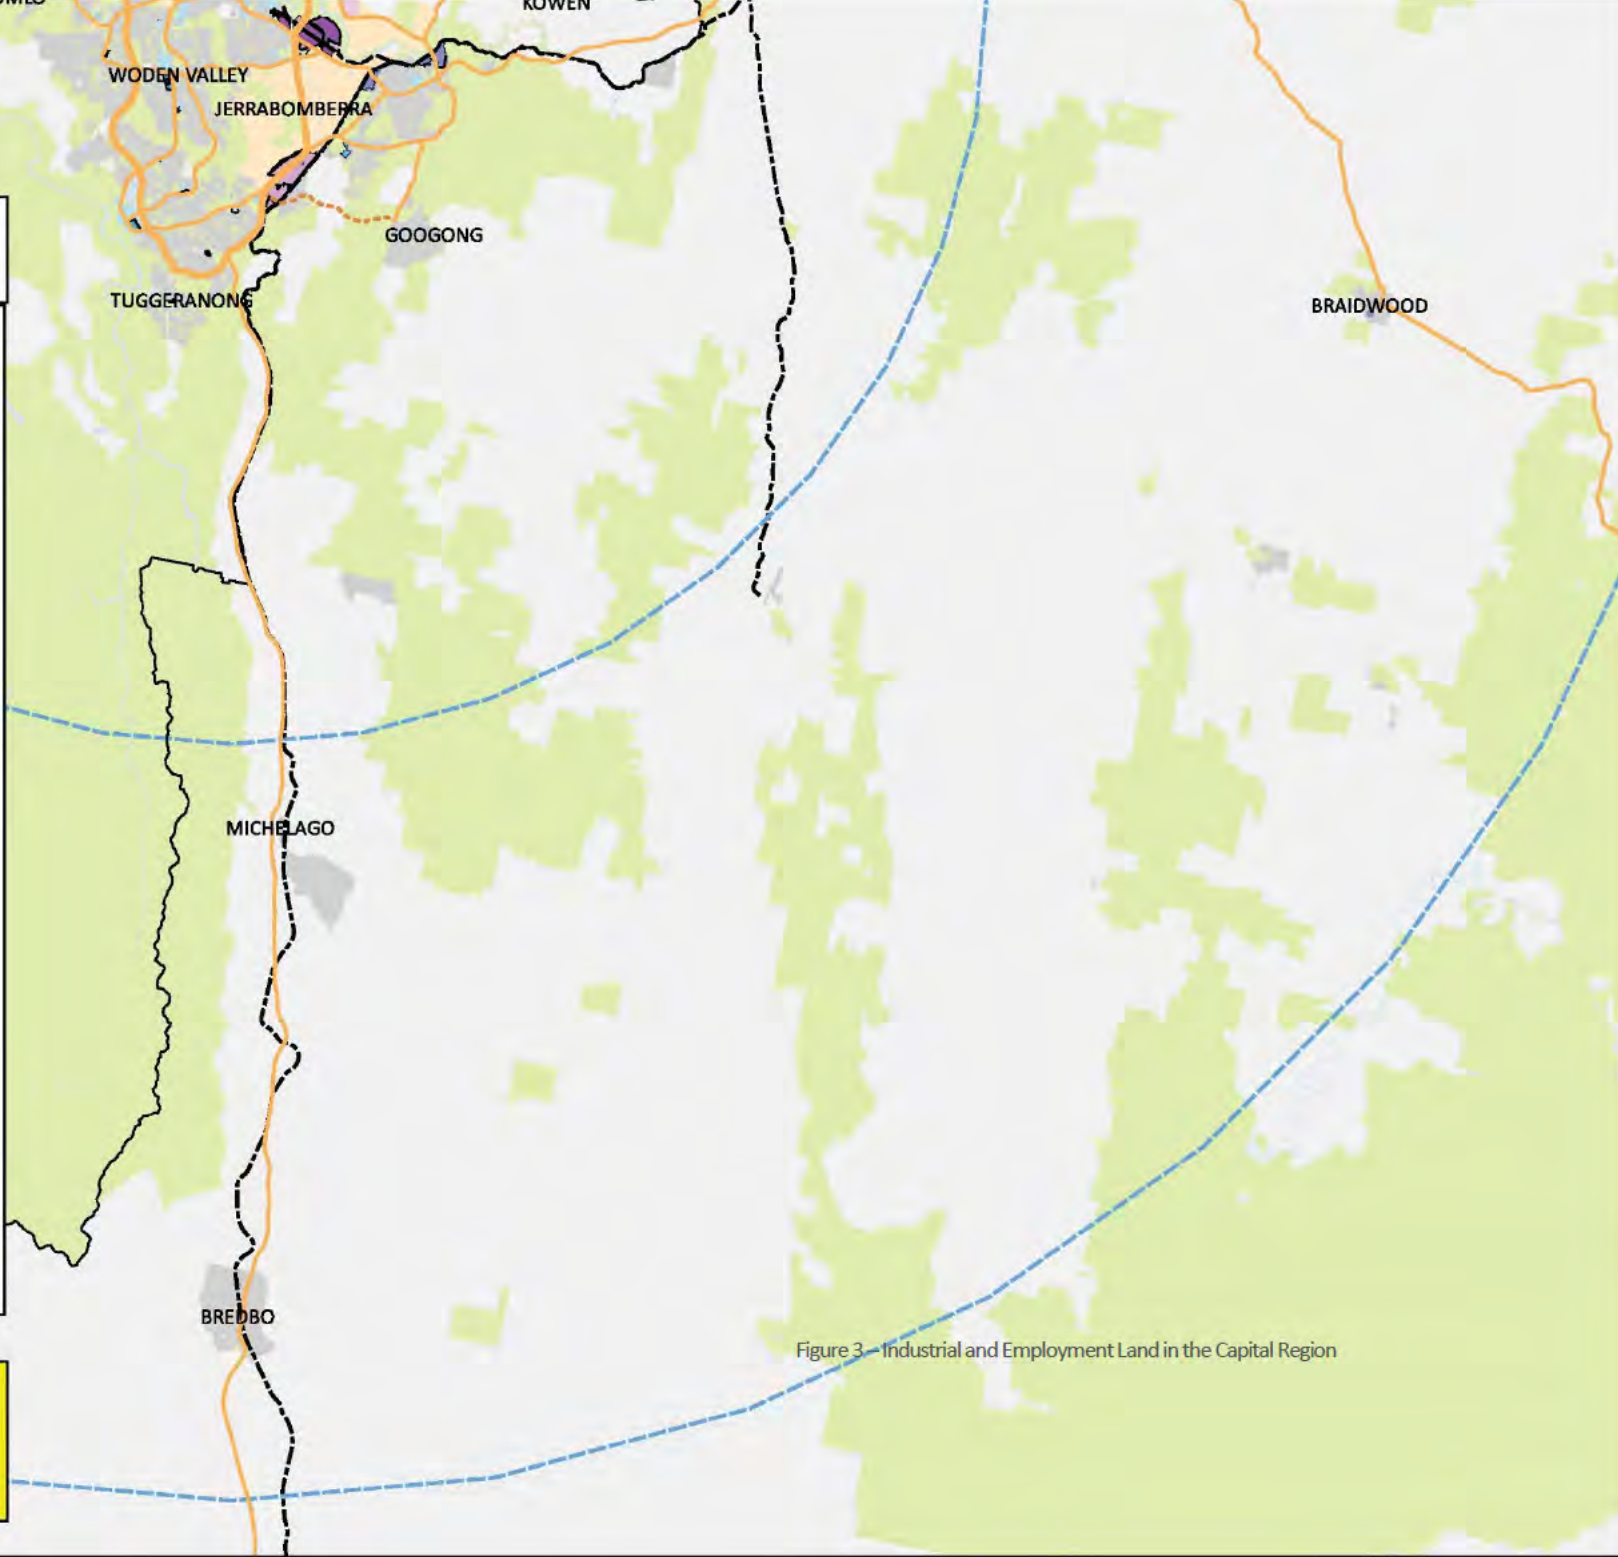 KOWEN
WODEN VALLEY
JERRABOMBERRA
GOOGONG
TUGGERANONG
BRAIDWOOD
MICHELAGO
BREDBO
Figure 3 – Industrial and Employment Land in the Capital Region